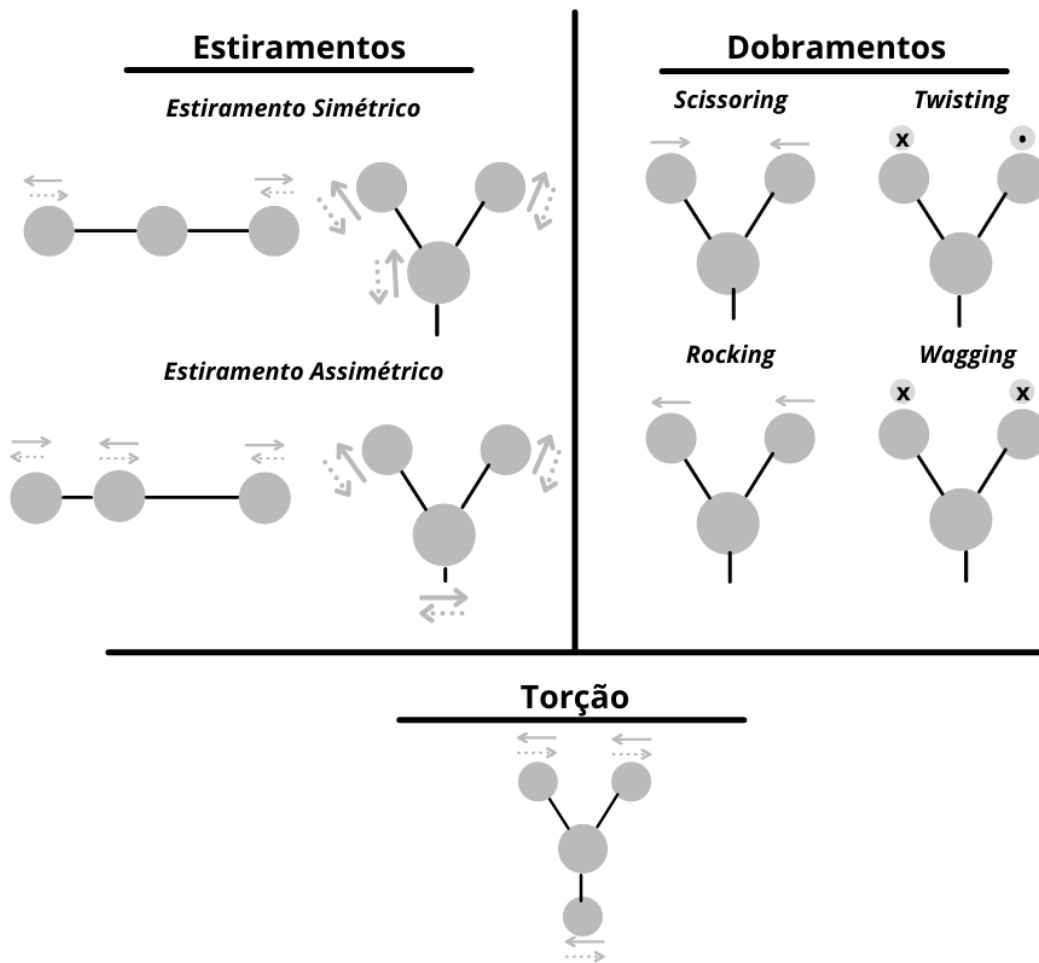 Estiramentos
Estiramento Simétrico
Estiramento Assimétrico
Dobramentos
Scissoring
Twisting
x
•
Rocking
Wagging
x
x
Torção